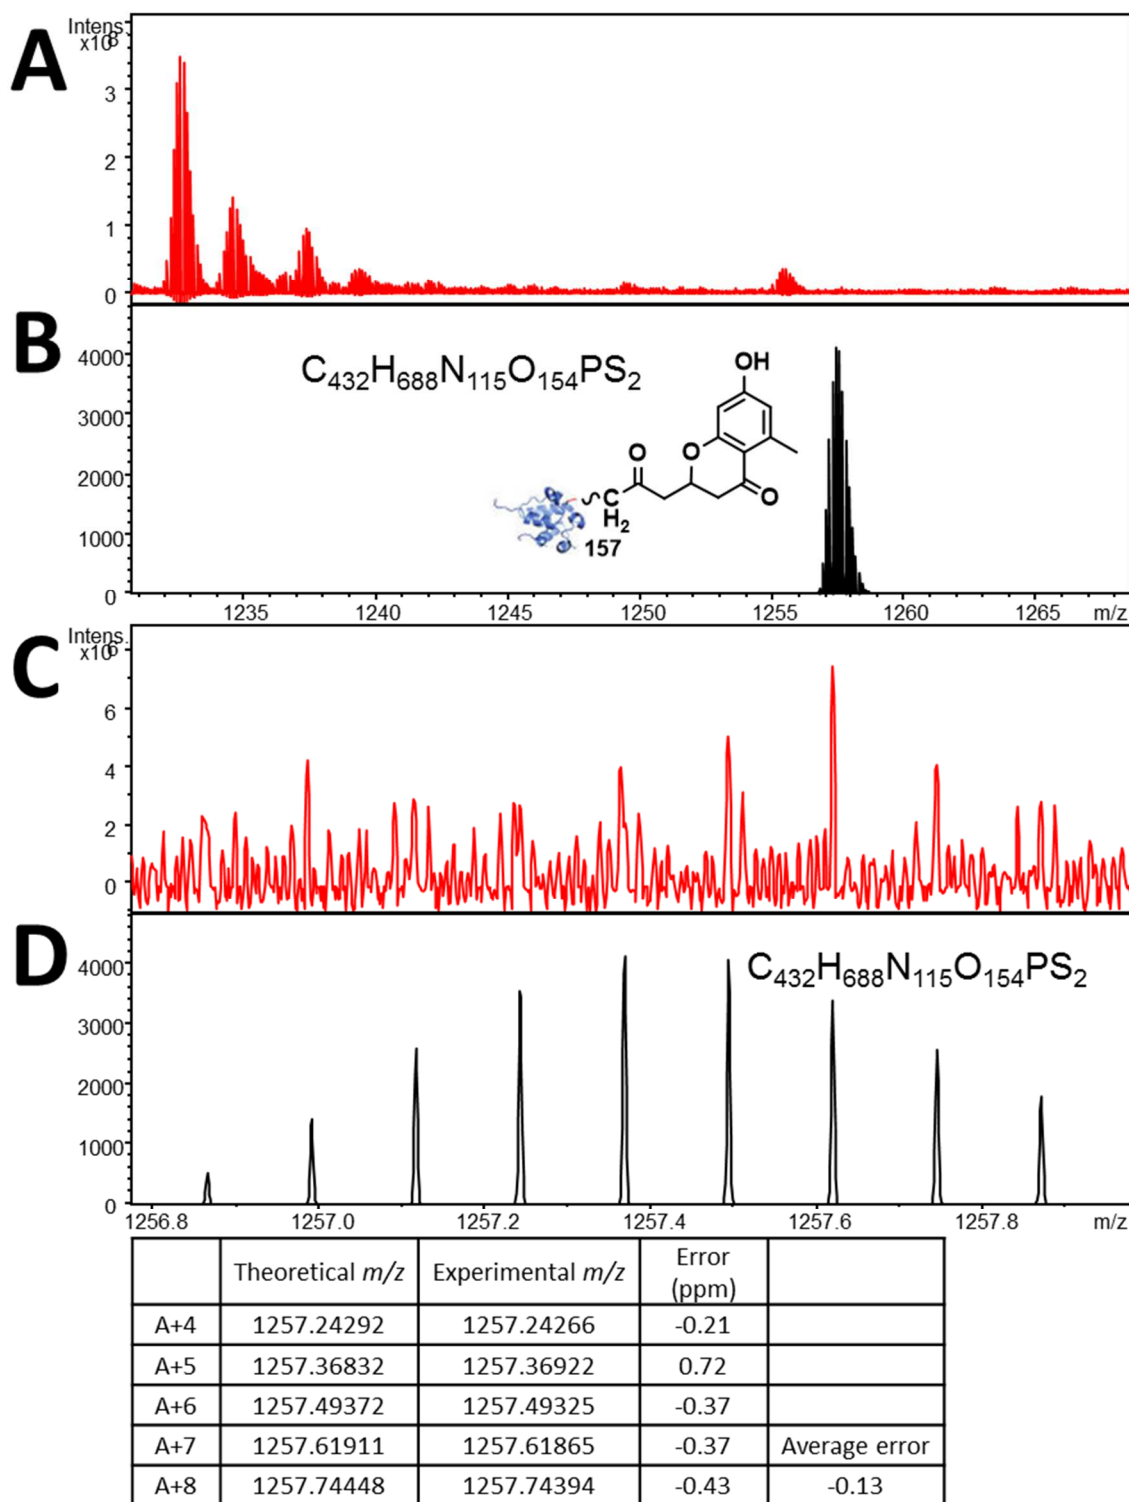 A
Intens.
x10⁸
3
2
1
0
B
4000
3000
2000
1000
0
C₄₃₂H₆₈₈N₁₁₅O₁₅₄PS₂
OH
O
O
O
C
H₂
157
1235 1240 1245 1250 1255 1260 1265 m/z
C
Intens.
x10⁶
6
4
2
0
D
4000
3000
2000
1000
0
C₄₃₂H₆₈₈N₁₁₅O₁₅₄PS₂
1256.8 1257.0 1257.2 1257.4 1257.6 1257.8 m/z
Theoretical m/z Experimental m/z Error
(ppm)
A+4 1257.24292 1257.24266 -0.21
A+5 1257.36832 1257.36922 0.72
A+6 1257.49372 1257.49325 -0.37
A+7 1257.61911 1257.61865 -0.37 Average error
A+8 1257.74448 1257.74394 -0.43 -0.13